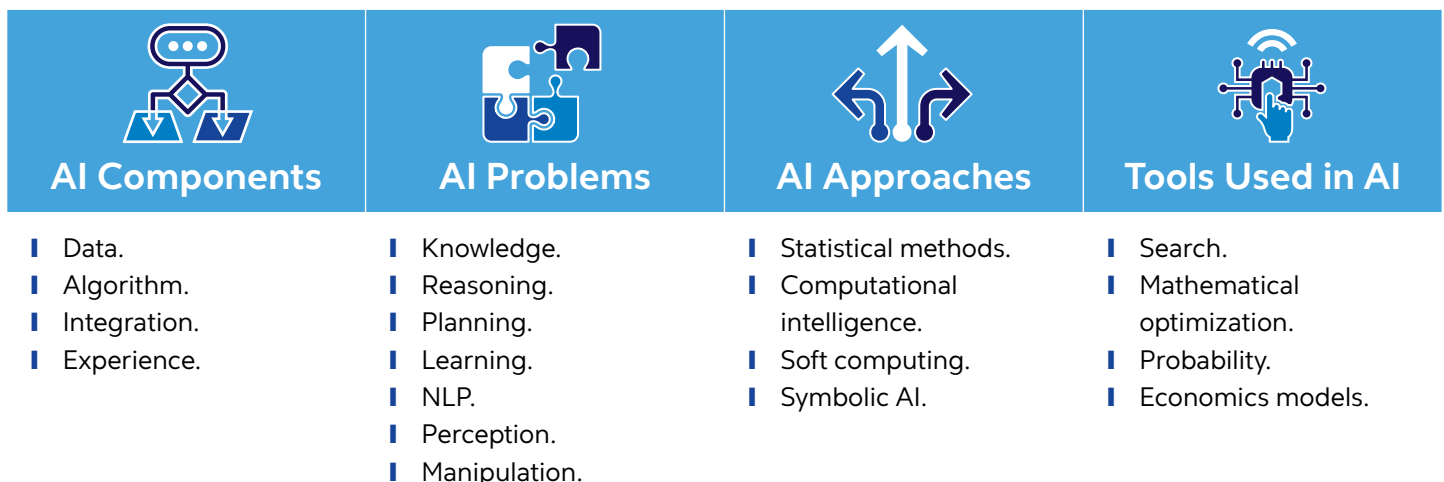 AI Components
Data.
Algorithm.
Integration.
Experience.
AI Problems
Knowledge.
Reasoning.
Planning.
Learning.
NLP.
Perception.
Manipulation.
AI Approaches
Statistical methods.
Computational
intelligence.
Soft computing.
Symbolic AI.
Tools Used in AI
Search.
Mathematical
optimization.
Probability.
Economics models.